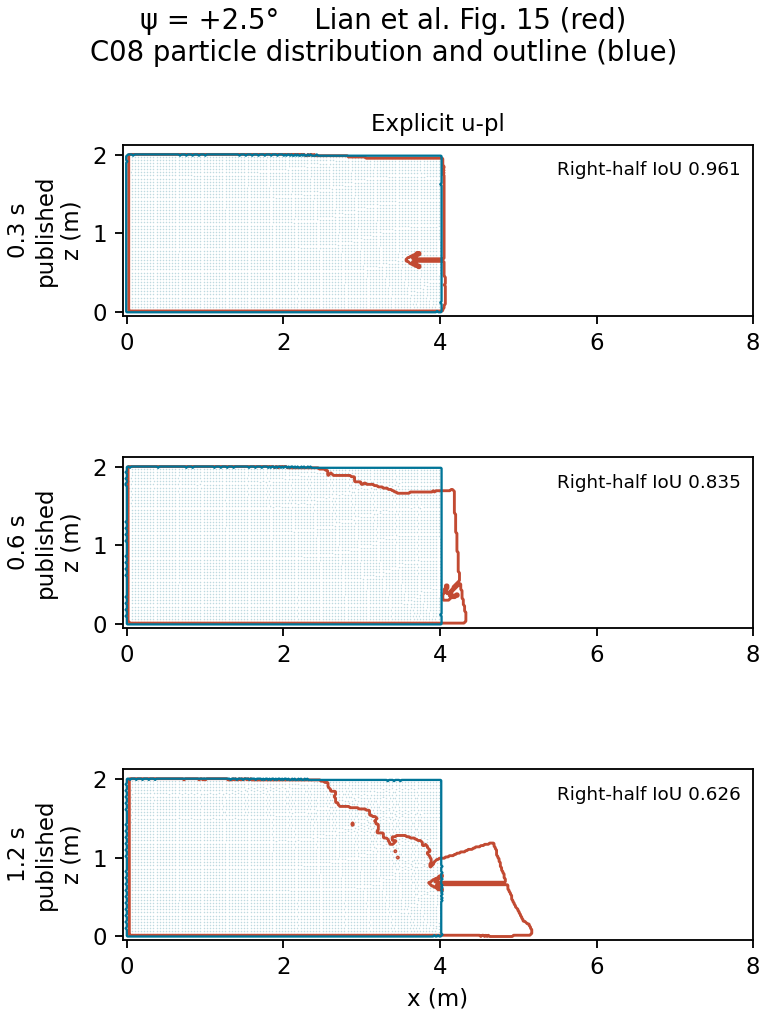 ψ = +2.5°    Lian et al. Fig. 15 (red)
C08 particle distribution and outline (blue)
Explicit u-pl
0.3 s
published
z (m)
2
1
0
Right-half IoU 0.961
0 2 4 6 8
0.6 s
published
z (m)
2
1
0
Right-half IoU 0.835
0 2 4 6 8
1.2 s
published
z (m)
2
1
0
Right-half IoU 0.626
0 2 4 6 8
x (m)